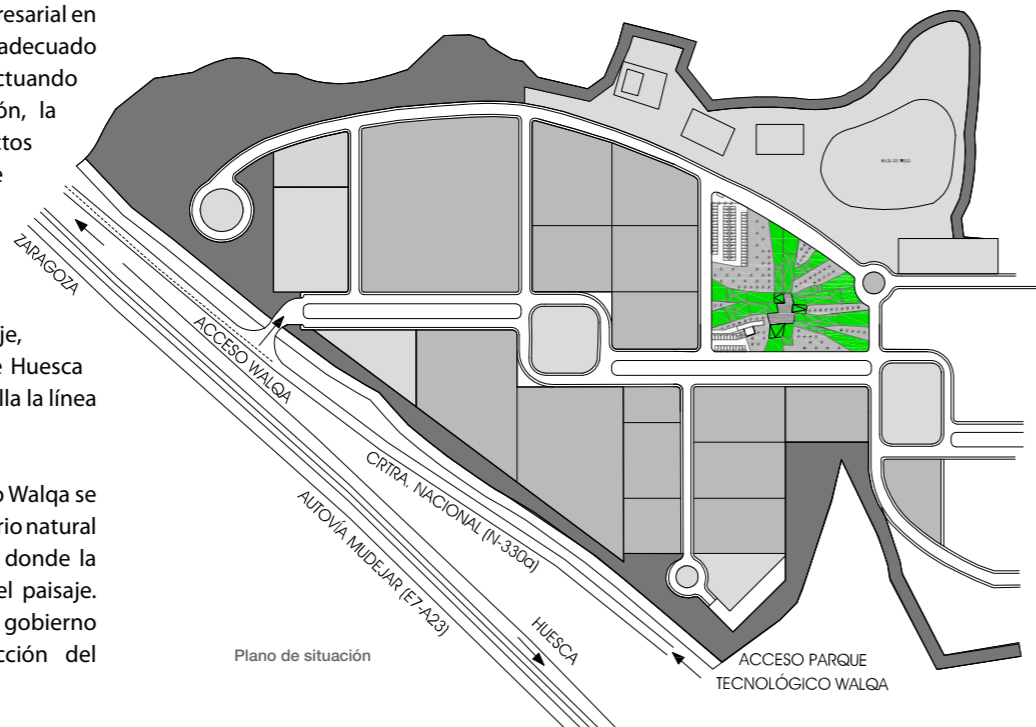 resarial en
adecuado
ctuando
ón, la
ctos
e
je,
e Huesca
lla la línea
o Walqa se
rio natural
donde la
el paisaje.
gobierno
cción del
ZARAGOZA
ACCESO WALQA
CRTRA. NACIONAL (N-330a)
AUTOVÍA MUDEJAR (E7-A23)
HUESCA
ACCESO PARQUE
TECNOLÓGICO WALQA
Plano de situación